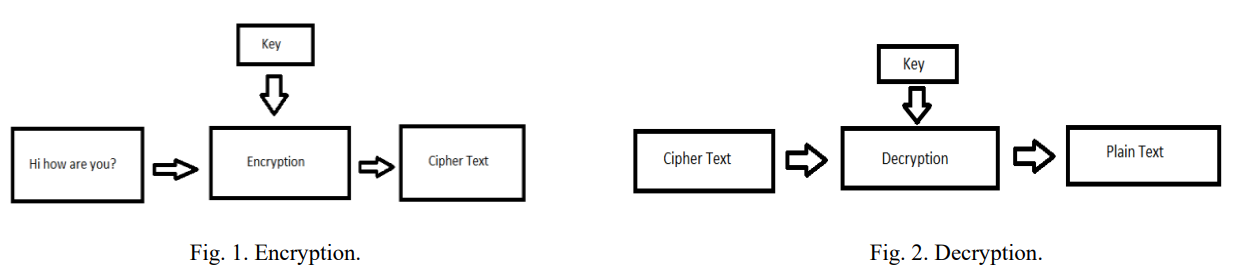 Key
Hi how are you?
Encryption
Cipher Text
Fig. 1. Encryption.
Key
Cipher Text
Decryption
Plain Text
Fig. 2. Decryption.